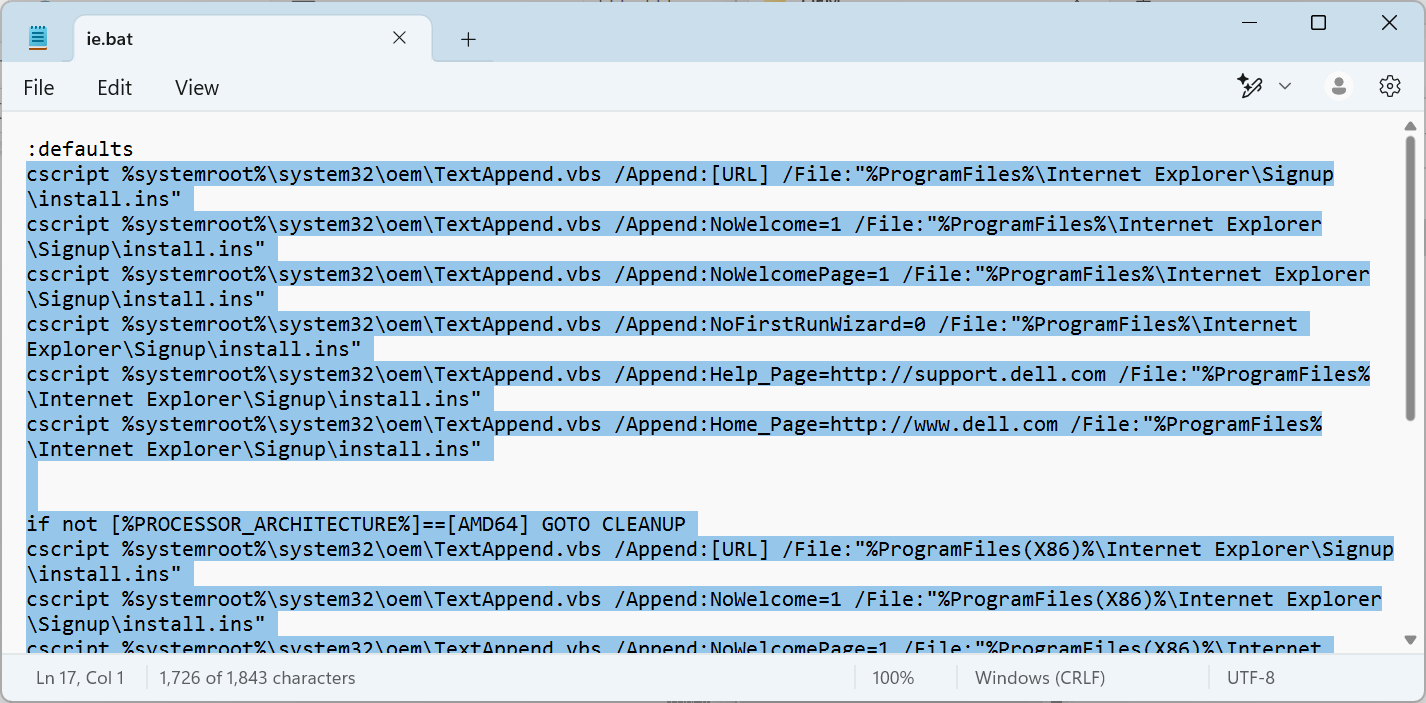 ie.bat
File Edit View
:defaults
cscript %systemroot%\system32\oem\TextAppend.vbs /Append:[URL] /File:"%ProgramFiles%\Internet Explorer\Signup
\install.ins"
cscript %systemroot%\system32\oem\TextAppend.vbs /Append:NoWelcome=1 /File:"%ProgramFiles%\Internet Explorer
\Signup\install.ins"
cscript %systemroot%\system32\oem\TextAppend.vbs /Append:NoWelcomePage=1 /File:"%ProgramFiles%\Internet Explorer
\Signup\install.ins"
cscript %systemroot%\system32\oem\TextAppend.vbs /Append:NoFirstRunWizard=0 /File:"%ProgramFiles%\Internet
Explorer\Signup\install.ins"
cscript %systemroot%\system32\oem\TextAppend.vbs /Append:Help_Page=http://support.dell.com /File:"%ProgramFiles%
\Internet Explorer\Signup\install.ins"
cscript %systemroot%\system32\oem\TextAppend.vbs /Append:Home_Page=http://www.dell.com /File:"%ProgramFiles%
\Internet Explorer\Signup\install.ins"
if not [%PROCESSOR_ARCHITECTURE%]==[AMD64] GOTO CLEANUP
cscript %systemroot%\system32\oem\TextAppend.vbs /Append:[URL] /File:"%ProgramFiles(X86)%\Internet Explorer\Signup
\install.ins"
cscript %systemroot%\system32\oem\TextAppend.vbs /Append:NoWelcome=1 /File:"%ProgramFiles(X86)%\Internet Explorer
\Signup\install.ins"
cscript %systemroot%\system32\oem\TextAppend.vbs /Append:NoWelcomePage=1 /File:"%ProgramFiles(X86)%\Internet
Ln 17, Col 1 1,726 of 1,843 characters 100% Windows (CRLF) UTF-8